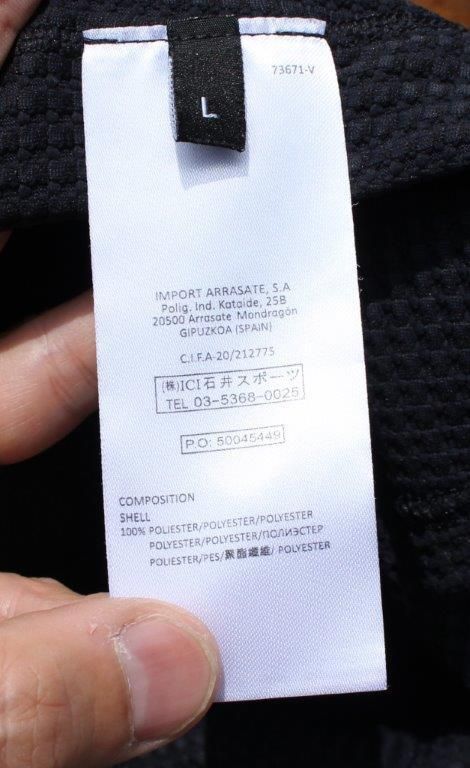 73671-V
L
IMPORT ARRASATE, S.A
Polig. Ind. Kataide, 25B
20500 Arrasate Mondragón
GIPUZKOA (SPAIN)
C.I.F.A-20/212775
(株)ICI石井スポーツ
TEL 03-5368-0025
P.O: 50045449
COMPOSITION
SHELL
100% POLIESTER/POLYESTER/POLYESTER
POLYESTER/POLYESTER/ПОЛИЭСТЕР
POLIESTER/PES/聚酯纖維/ POLYESTER